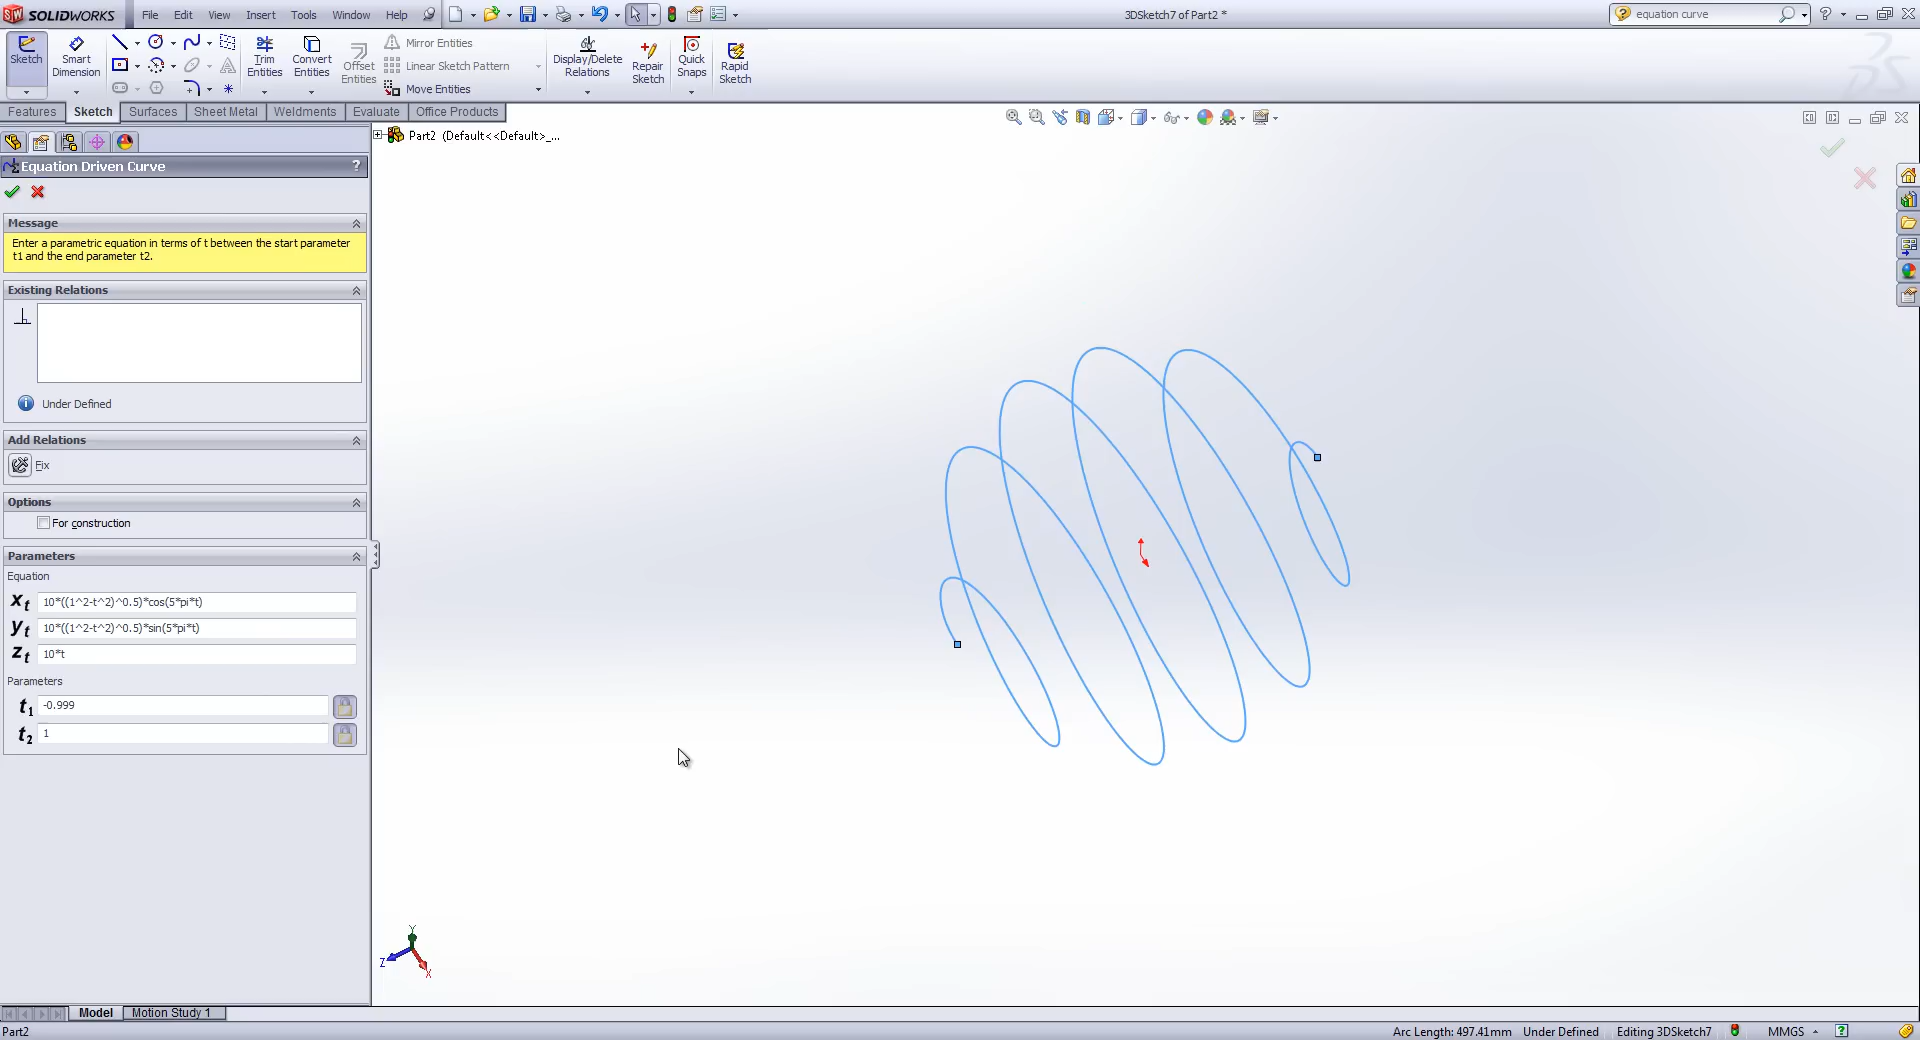 SOLIDWORKS File Edit View Insert Tools Window Help 3DSketch7 of Part2 * equation curve ?
Sketch Smart Dimension Trim Entities Convert Entities Offset Entities Mirror Entities Linear Sketch Pattern Move Entities Display/Delete Relations Repair Sketch Quick Snaps Rapid Sketch
Features Sketch Surfaces Sheet Metal Weldments Evaluate Office Products
Part2 (Default<<Default>_...
Equation Driven Curve ?
Message
Enter a parametric equation in terms of t between the start parameter
t1 and the end parameter t2.
Existing Relations
Under Defined
Add Relations
Fix
Options
For construction
Parameters
Equation
Xt 10*((1^2-t^2)^0.5)*cos(5*pi*t)
yt 10*((1^2-t^2)^0.5)*sin(5*pi*t)
zt 10*t
Parameters
t1 -0.999
t2 1
Y
Z
X
Model Motion Study 1
Part2 Arc Length: 497.41mm Under Defined Editing 3DSketch7 MMGS ?